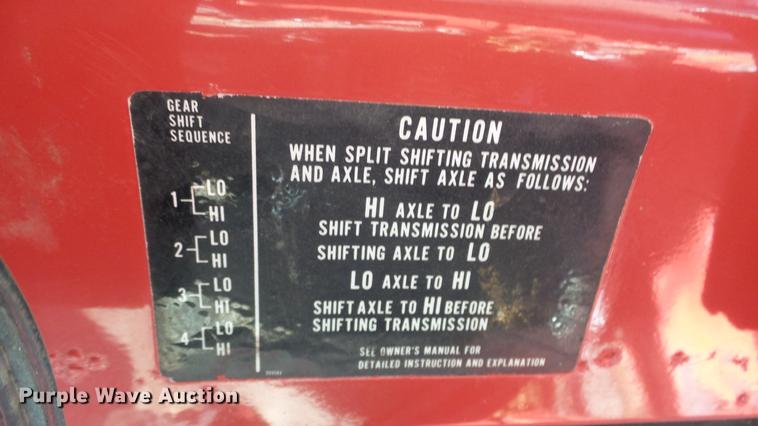 GEAR
SHIFT
SEQUENCE
1 LO
HI
2 LO
HI
3 LO
HI
4 LO
HI
CAUTION
WHEN SPLIT SHIFTING TRANSMISSION
AND AXLE, SHIFT AXLE AS FOLLOWS:
HI AXLE TO LO
SHIFT TRANSMISSION BEFORE
SHIFTING AXLE TO LO
LO AXLE TO HI
SHIFT AXLE TO HI BEFORE
SHIFTING TRANSMISSION
SEE OWNER'S MANUAL FOR
DETAILED INSTRUCTION AND EXPLANATION
Purple Wave Auction